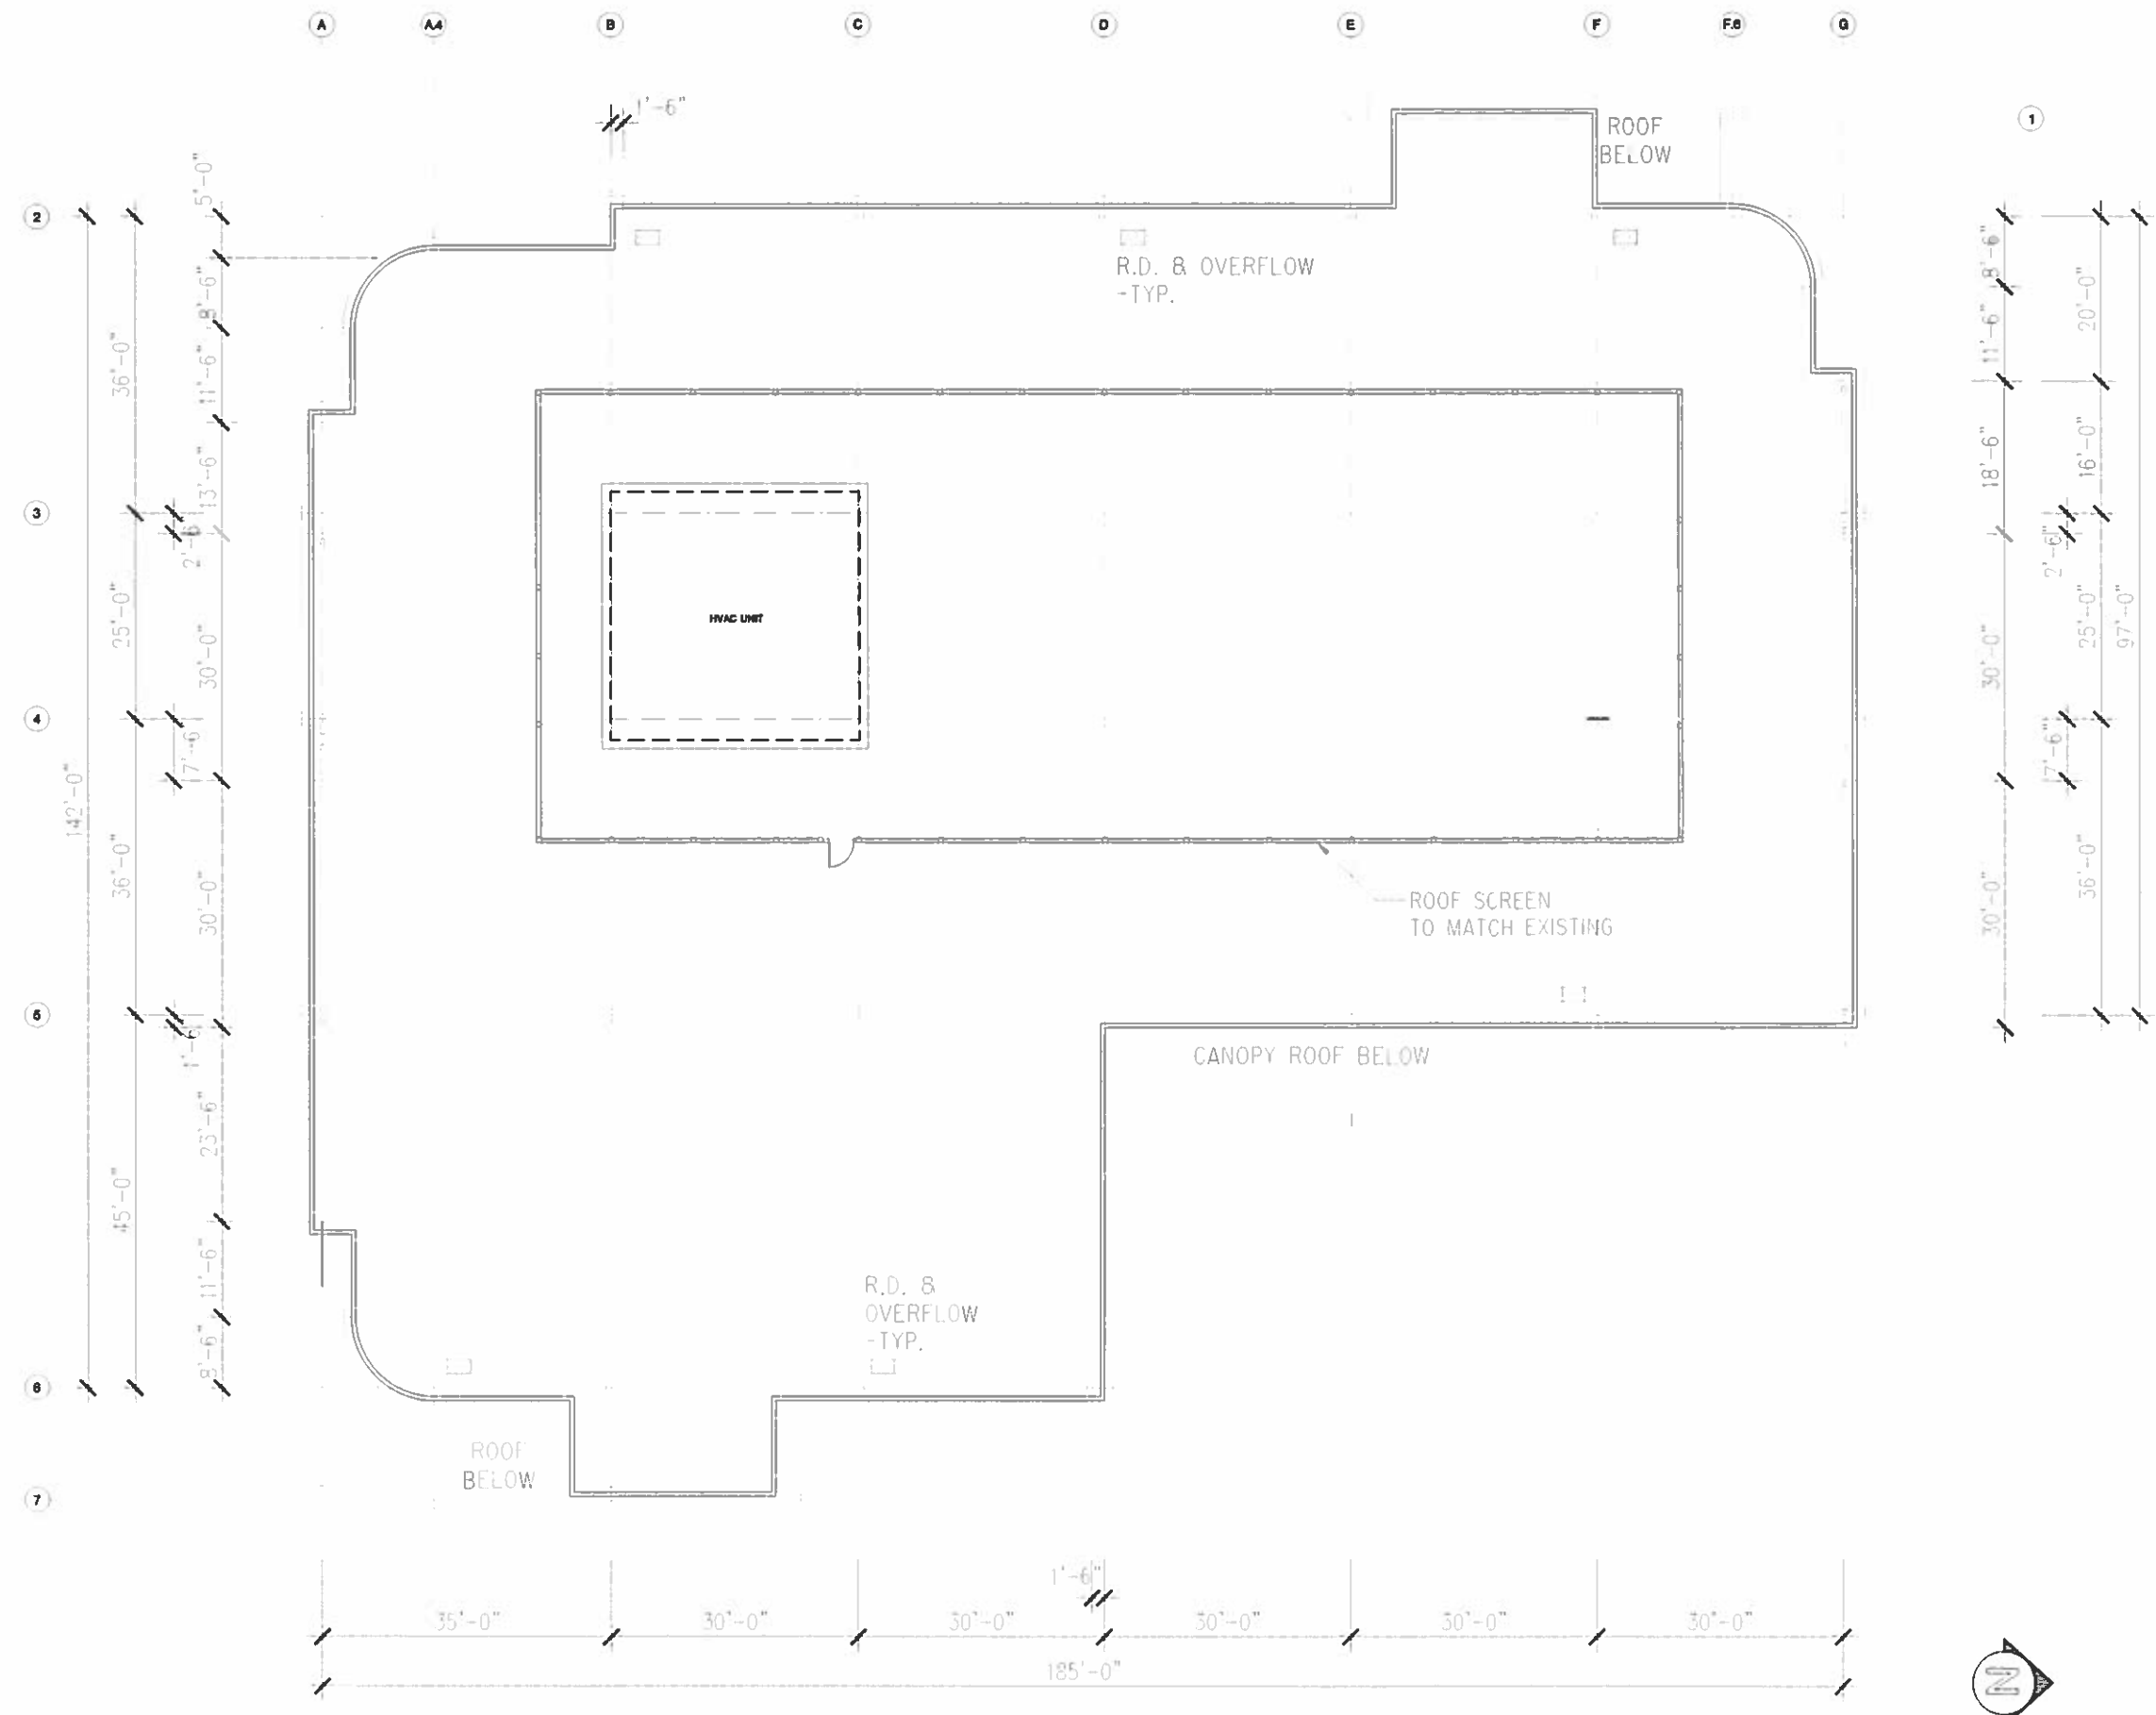 A
A.4
B
C
D
E
F
F.6
G
1'-6"
ROOF
BELOW
1
2
3
4
5
6
7
R.D. & OVERFLOW
-TYP.
HVAC UNIT
ROOF SCREEN
TO MATCH EXISTING
CANOPY ROOF BELOW
R.D. &
OVERFLOW
-TYP.
ROOF
BELOW
142'-0"
36'-0"
25'-0"
36'-0"
45'-0"
2'-6"
7'-6"
1'-6"
5'-0"
8'-6"
11'-6"
13'-6"
30'-0"
30'-0"
23'-6"
11'-6"
8'-6"
8'-6"
11'-6"
18'-6"
30'-0"
30'-0"
2'-6"
7'-6"
20'-0"
16'-0"
25'-0"
36'-0"
97'-0"
1'-6"
35'-0"
30'-0"
30'-0"
30'-0"
30'-0"
30'-0"
185'-0"
N